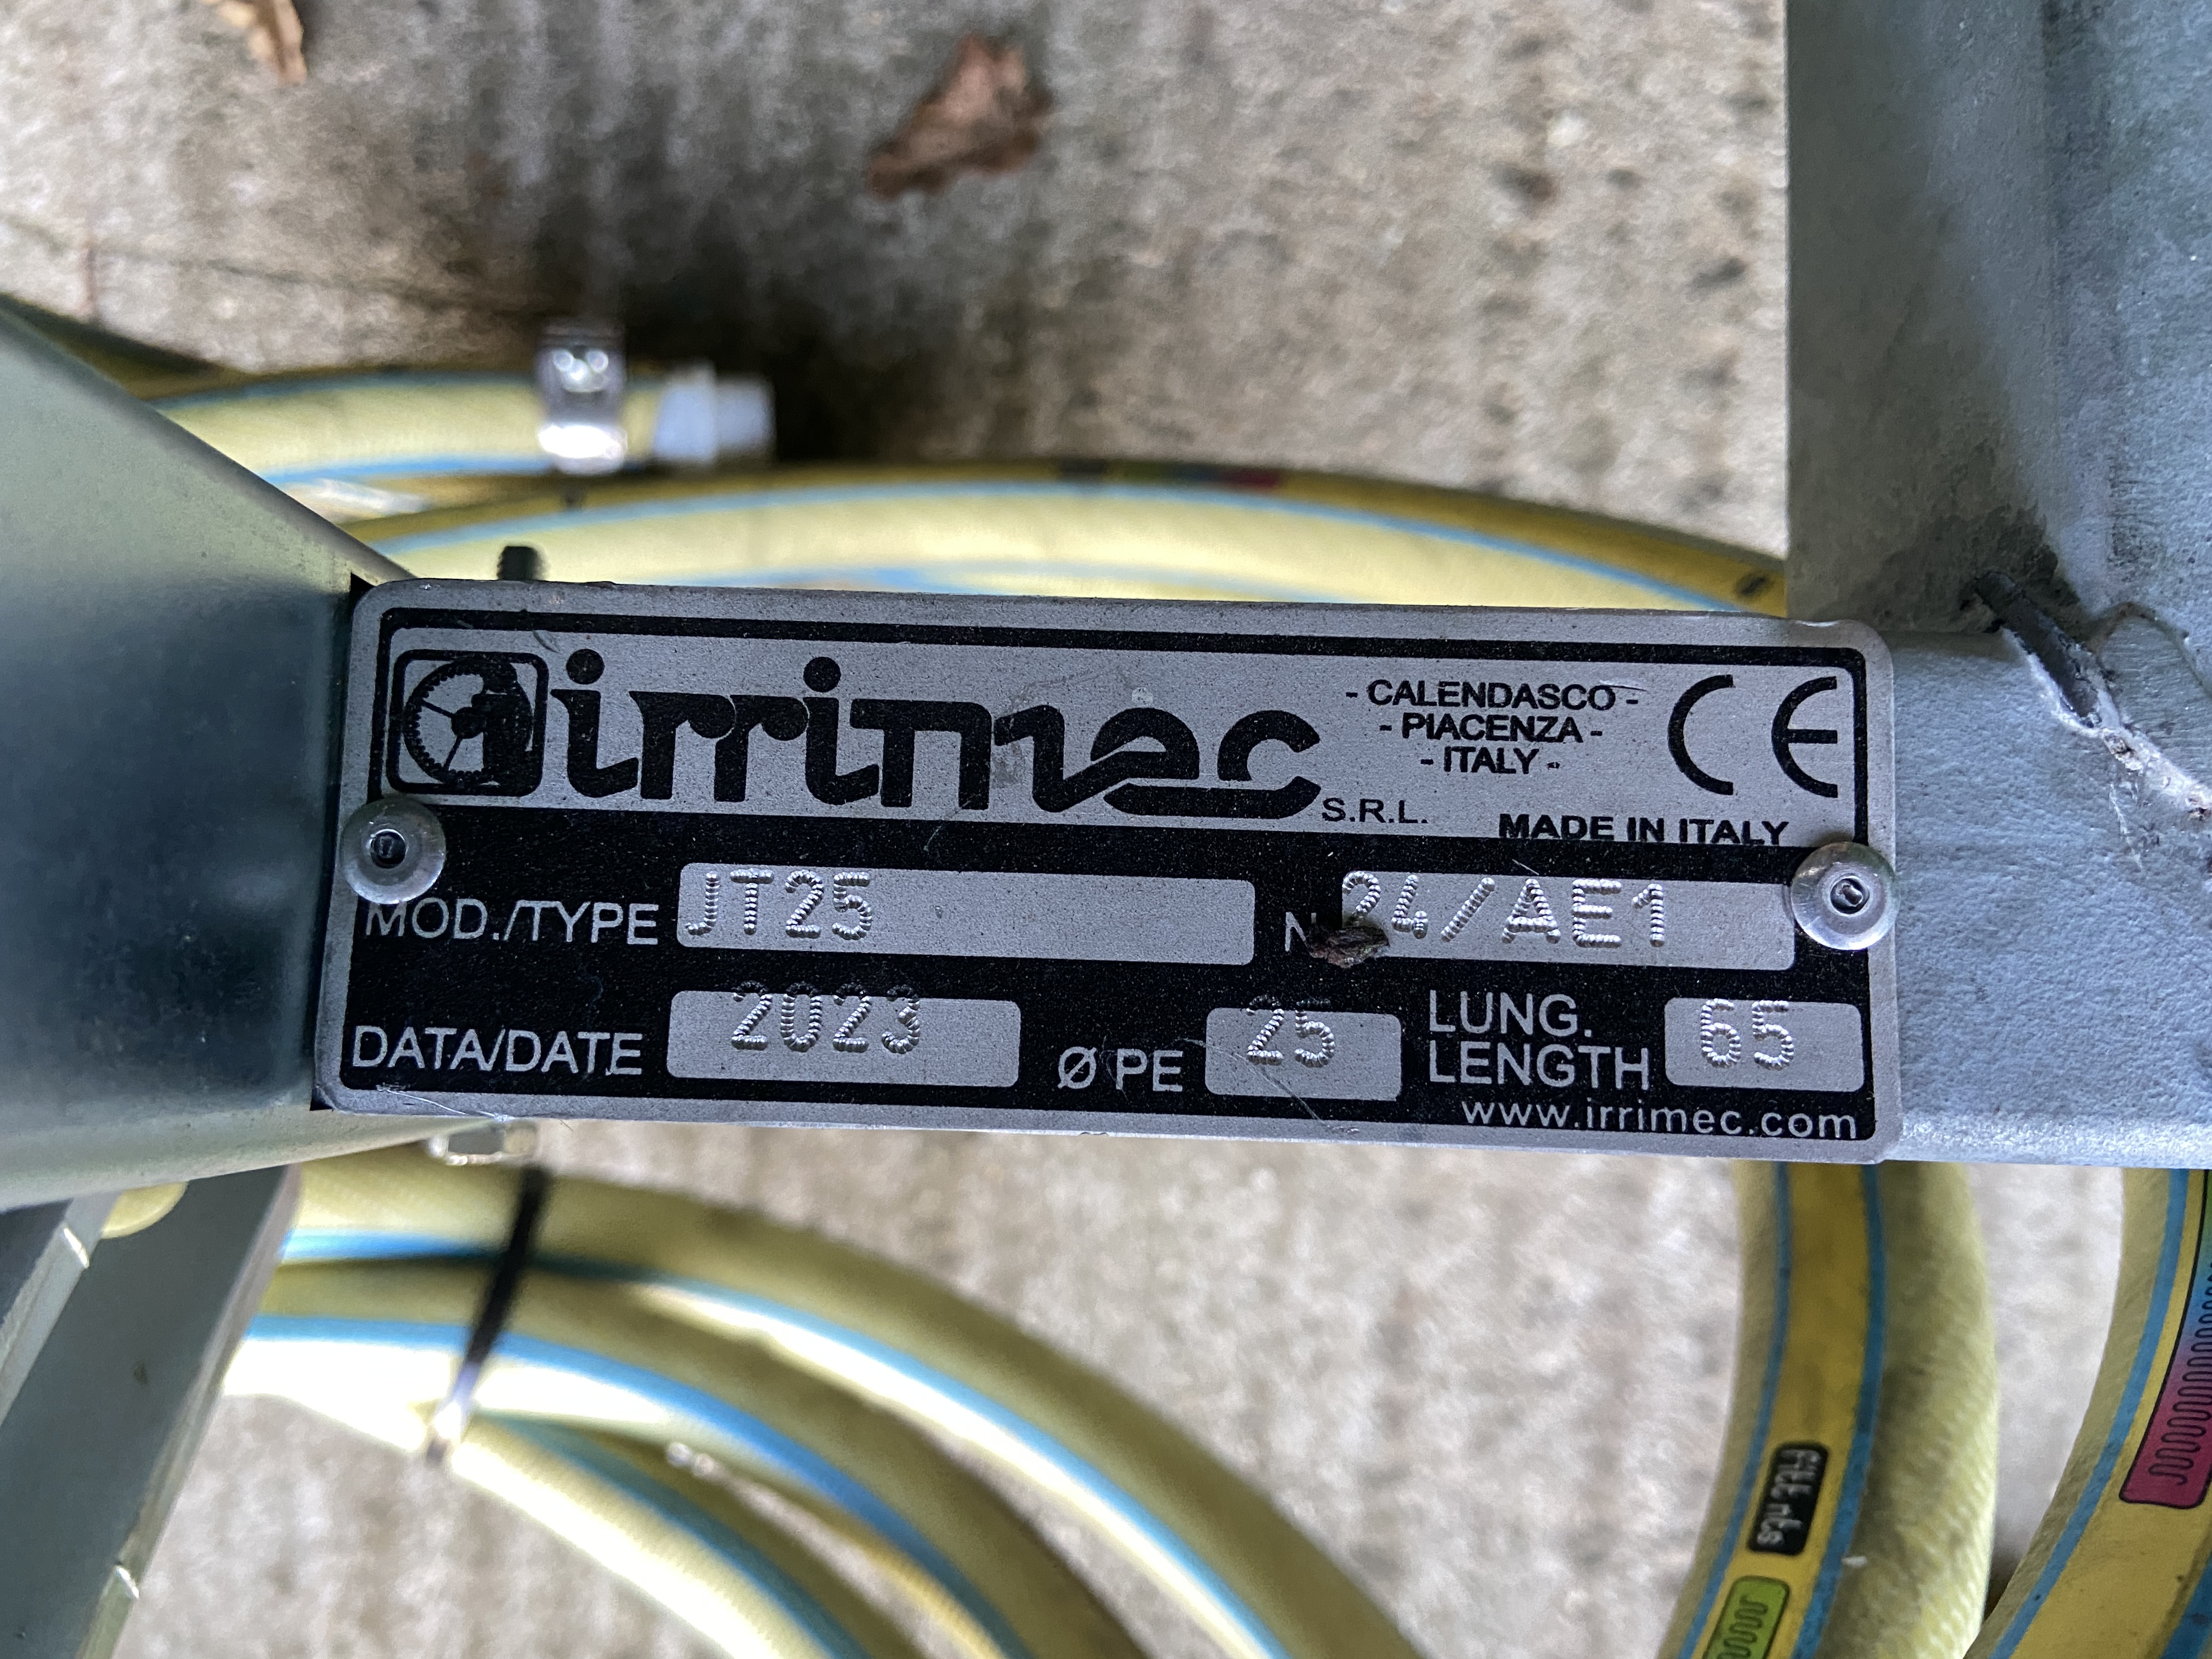 irrimec S.R.L.
- CALENDASCO -
- PIACENZA -
- ITALY -
CE
MADE IN ITALY
MOD./TYPE JT25 N 24/AE1
DATA/DATE 2023 Ø PE 25 LUNG. LENGTH 65
www.irrimec.com